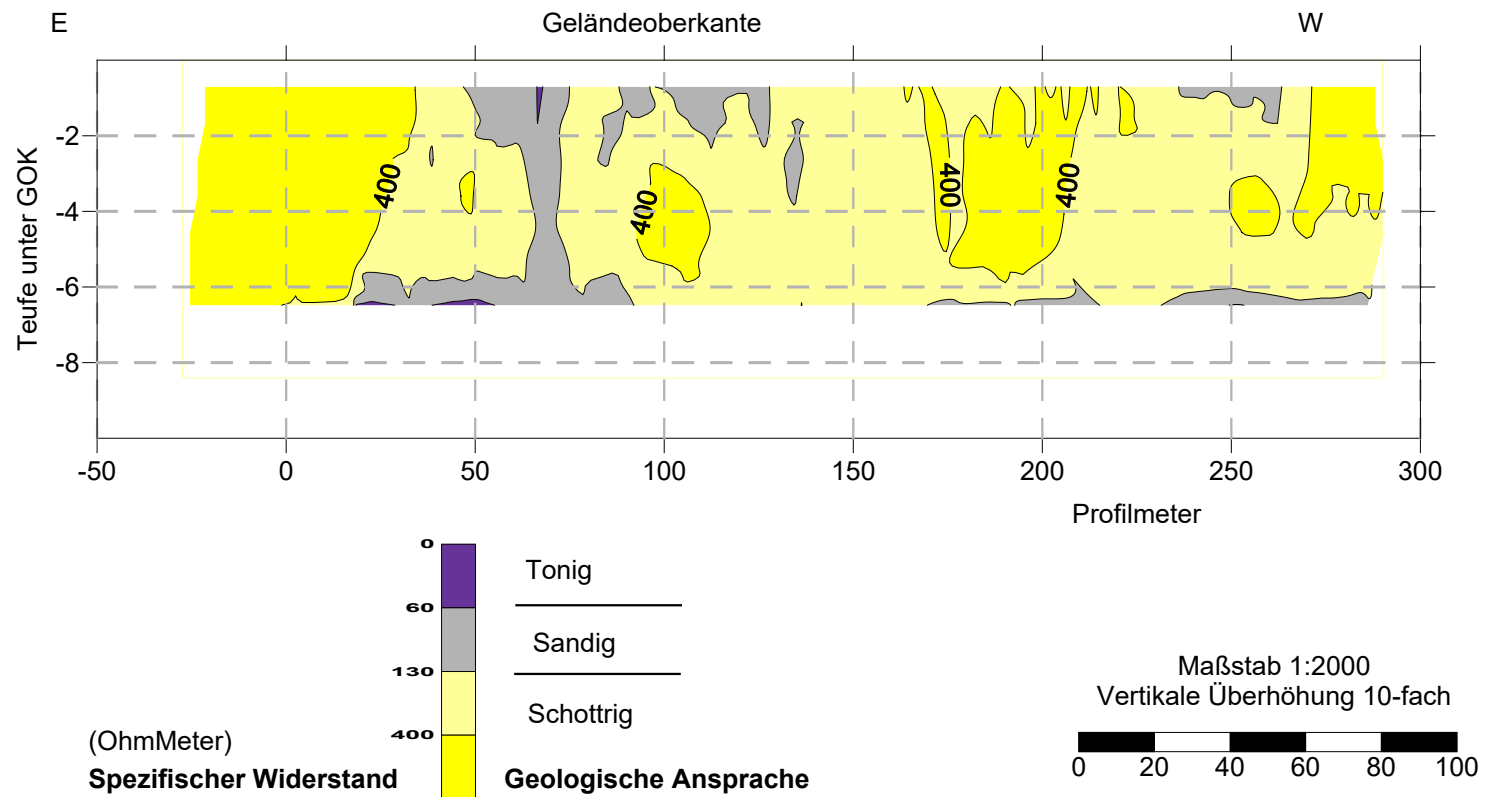 E Geländeoberkante W
Teufe unter GOK
-2
-4
-6
-8
400 400 400 400
-50 0 50 100 150 200 250 300
Profilmeter
0
60
130
400
Tonig
Sandig
Schottrig
(OhmMeter)
Spezifischer Widerstand Geologische Ansprache
Maßstab 1:2000
Vertikale Überhöhung 10-fach
0 20 40 60 80 100